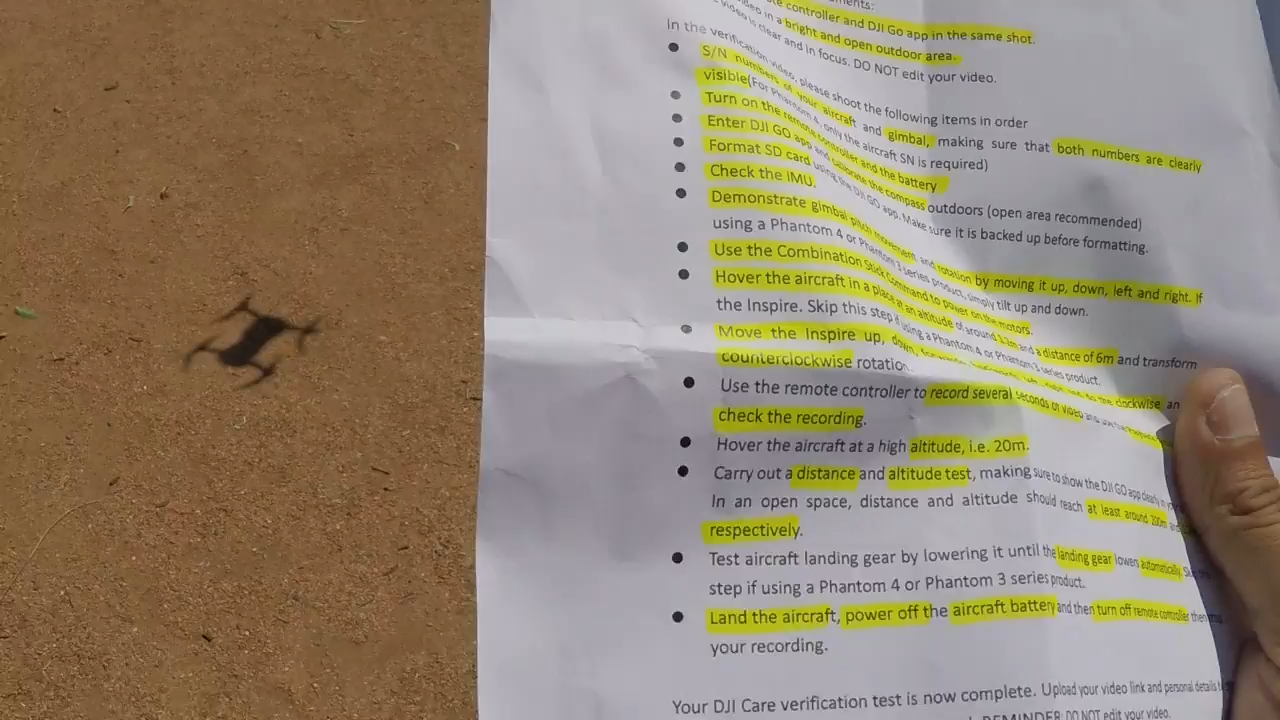 ments:
controller and DJI Go app in the same shot.
video in a bright and open outdoor area.
video is clear and in focus. DO NOT edit your video.
In the verification video, please shoot the following items in order
S/N numbers of your aircraft and gimbal, making sure that both numbers are clearly
visible(For Phantom 4, only the aircraft SN is required)
Turn on the remote controller and the battery
Enter DJI GO app and calibrate the compass outdoors (open area recommended)
Format SD card using the DJI GO app. Make sure it is backed up before formatting.
Check the IMU.
Demonstrate gimbal pitch movement and rotation by moving it up, down, left and right. If
using a Phantom 4 or Phantom 3 series product, simply tilt up and down.
Use the Combination Stick Command to power on the motors.
Hover the aircraft in a place at an altitude of around and a distance of 6m and transform
the Inspire. Skip this step if using a Phantom 4 or Phantom 3 series product.
Move the Inspire up, down, clockwise an
counterclockwise rotation.
Use the remote controller to record several seconds of video and
check the recording.
Hover the aircraft at a high altitude, i.e. 20m.
Carry out a distance and altitude test, making sure to show the DJI GO app clearly
In an open space, distance and altitude should reach at least around 200m
respectively.
Test aircraft landing gear by lowering it until the landing gear lowers automatically.
step if using a Phantom 4 or Phantom 3 series product.
Land the aircraft, power off the aircraft battery and then turn off remote controller then
your recording.
Your DJI Care verification test is now complete. Upload your video link and personal details
REMINDER: DO NOT edit your video.